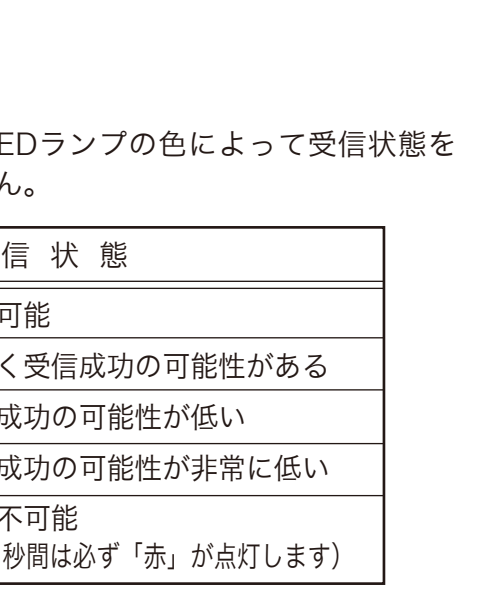 EDランプの色によって受信状態を
ん。
信 状 態
可能
く受信成功の可能性がある
成功の可能性が低い
成功の可能性が非常に低い
不可能
秒間は必ず「赤」が点灯します）